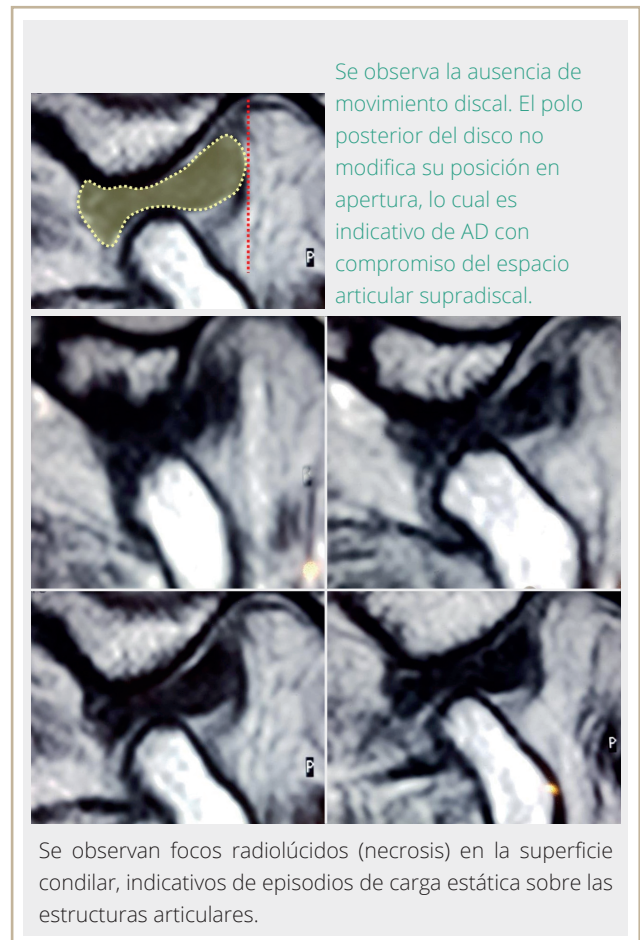 Se observa la ausencia de
movimiento discal. El polo
posterior del disco no
modifica su posición en
apertura, lo cual es
indicativo de AD con
compromiso del espacio
articular supradiscal.
P
P
P
P
Se observan focos radiolúcidos (necrosis) en la superficie
condilar, indicativos de episodios de carga estática sobre las
estructuras articulares.